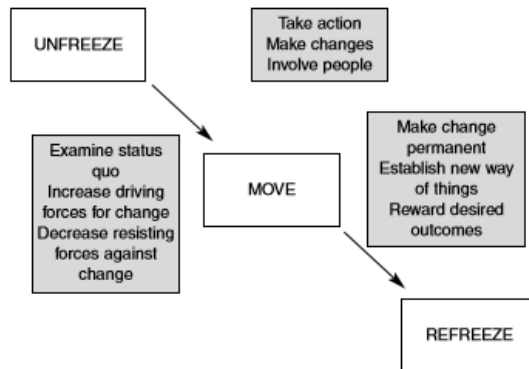 UNFREEZE
Take action
Make changes
Involve people
Examine status
quo
Increase driving
forces for change
Decrease resisting
forces against
change
MOVE
Make change
permanent
Establish new way
of things
Reward desired
outcomes
REFREEZE